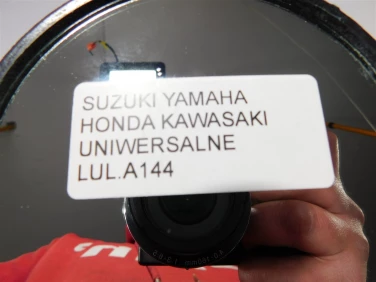 SUZUKI YAMAHA
HONDA KAWASAKI
UNIWERSALNE
LUL.A144